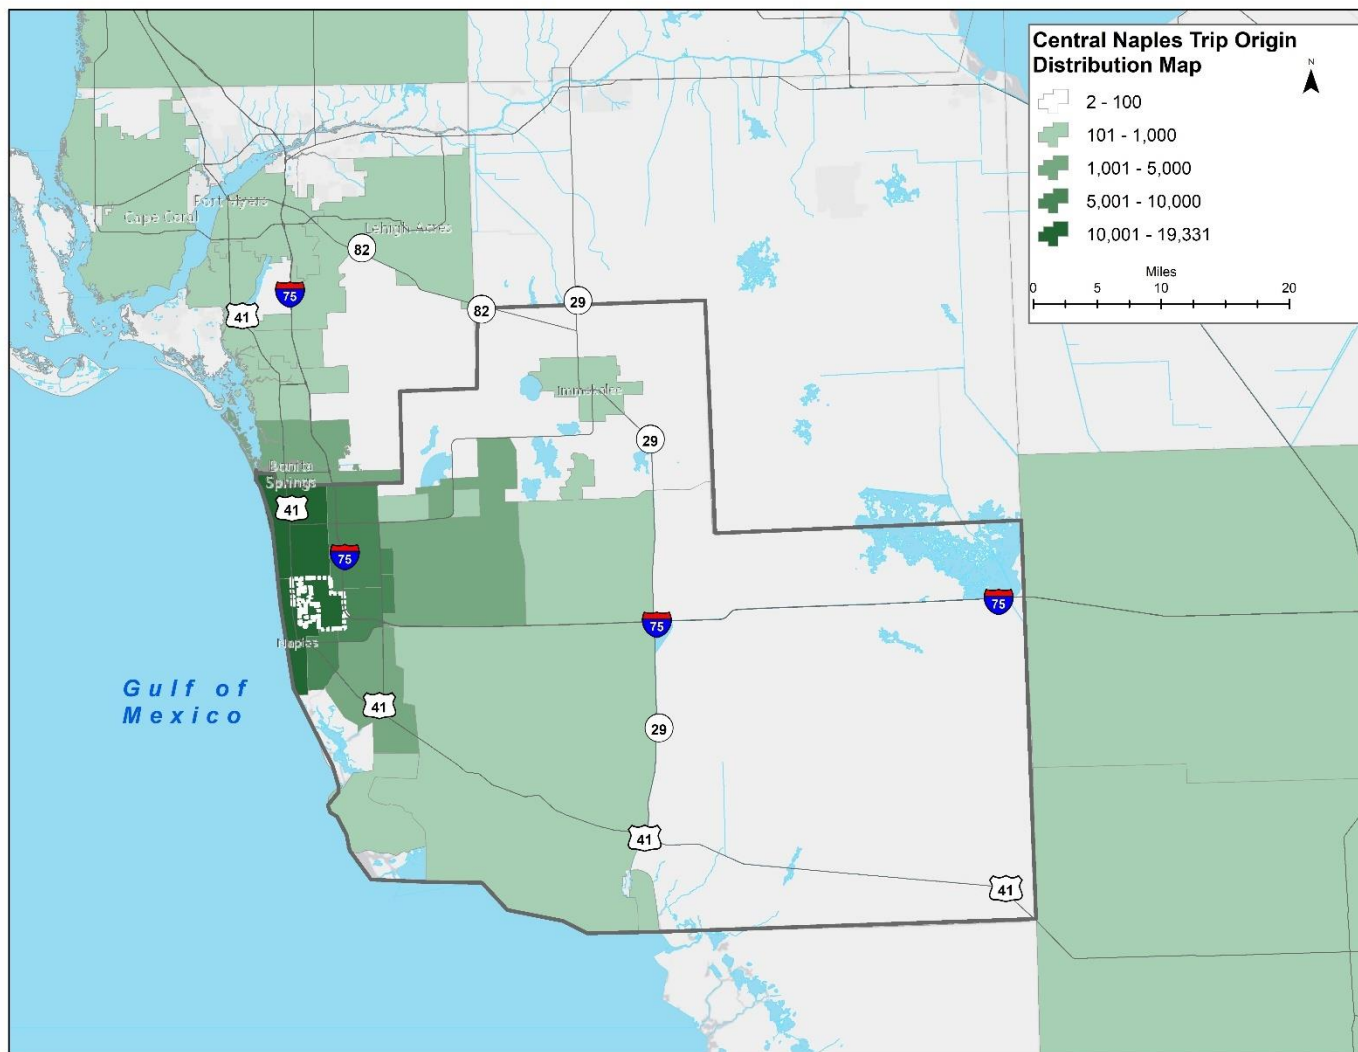 Central Naples Trip Origin
Distribution Map
N
2 - 100
101 - 1,000
1,001 - 5,000
5,001 - 10,000
10,001 - 19,331
Miles
0 5 10 20
Fort Myers
Cape Coral
Lehigh Acres
82
75
41
82
29
Immokalee
29
Bonita
Springs
41
75
75
75
Naples
Gulf of
Mexico
41
29
41
41